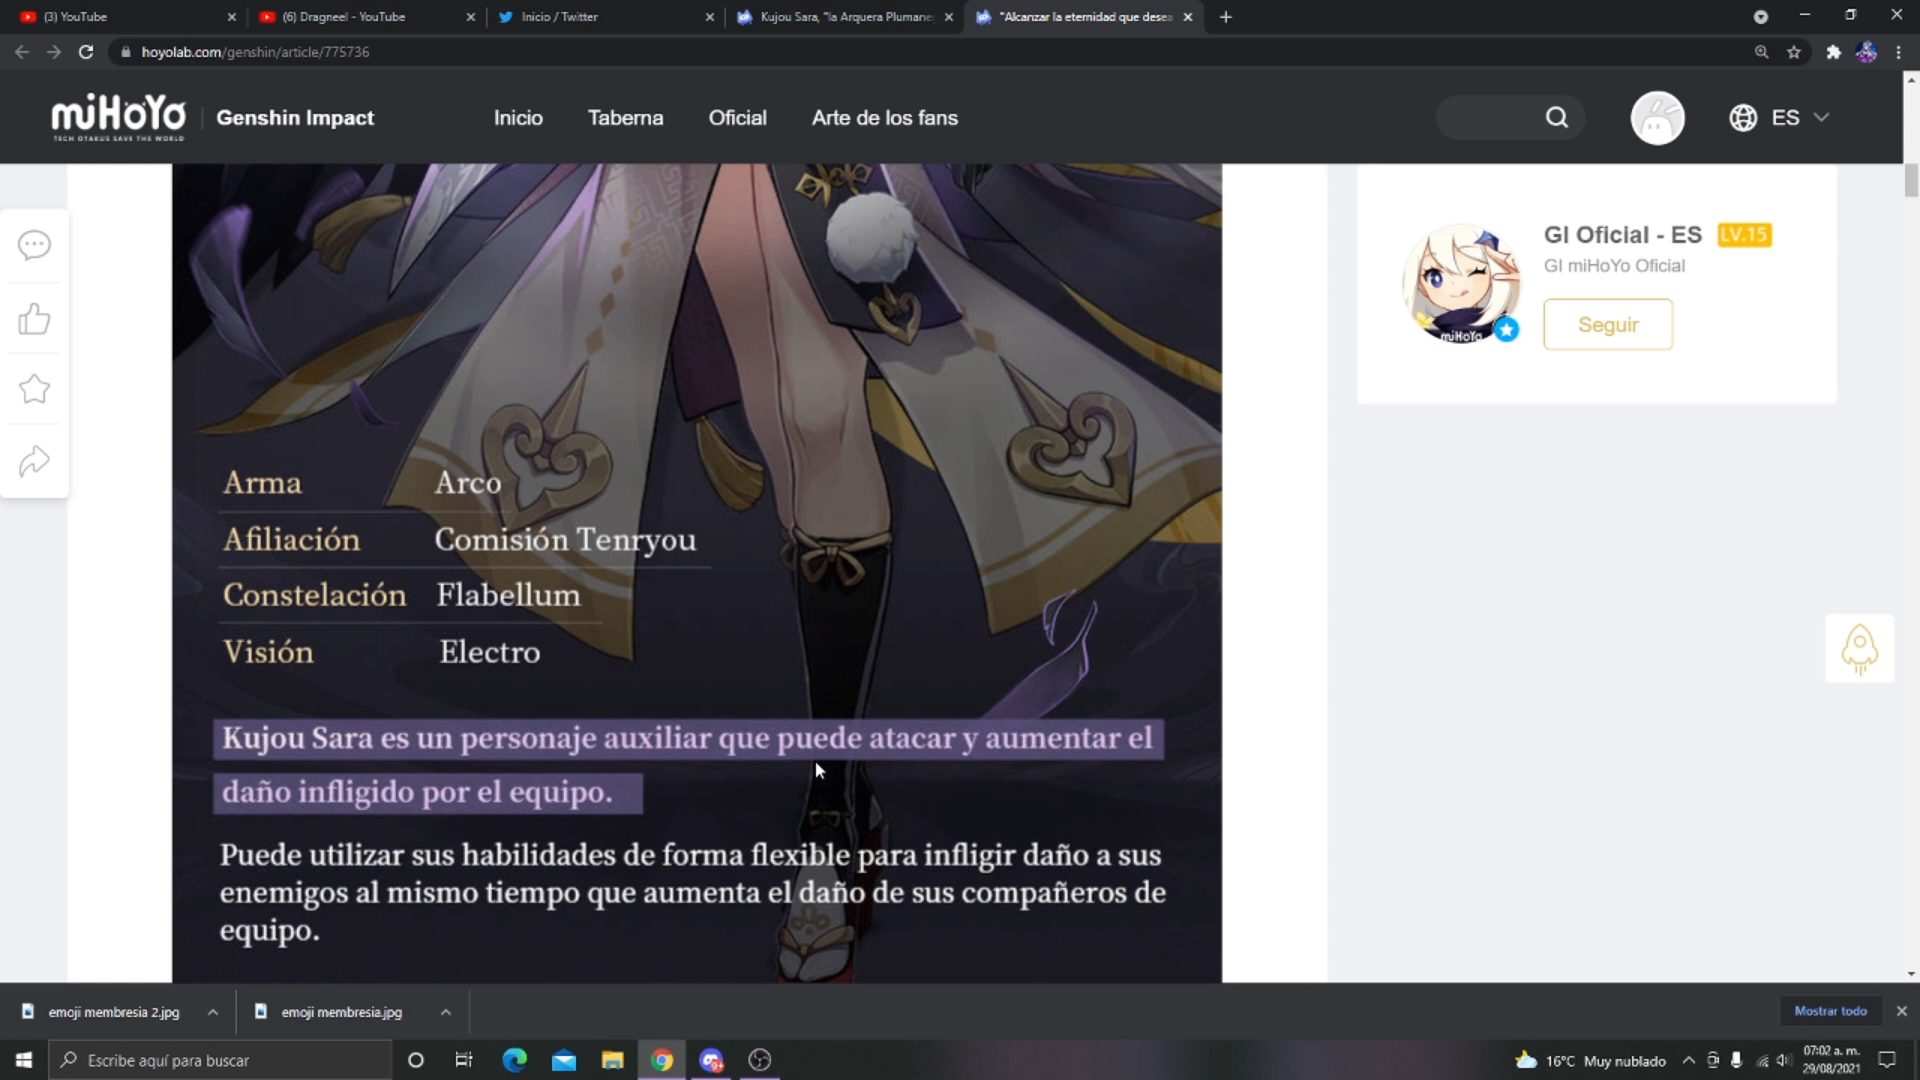 (3) YouTube
(6) Dragneel - YouTube
Inicio / Twitter
Kujou Sara, "la Arquera Plumane
"Alcanzar la eternidad que desea
hoyolab.com/genshin/article/775736
miHoYo
TECH OTAKUS SAVE THE WORLD
Genshin Impact
Inicio
Taberna
Oficial
Arte de los fans
ES
GI Oficial - ES
LV.15
GI miHoYo Oficial
miHoYo
Seguir
Arma Arco
Afiliación Comisión Tenryou
Constelación Flabellum
Visión Electro
Kujou Sara es un personaje auxiliar que puede atacar y aumentar el
daño infligido por el equipo.
Puede utilizar sus habilidades de forma flexible para infligir daño a sus
enemigos al mismo tiempo que aumenta el daño de sus compañeros de
equipo.
emoji membresia 2.jpg
emoji membresia.jpg
Mostrar todo
Escribe aquí para buscar
16°C Muy nublado
07:02 a. m.
29/08/2021